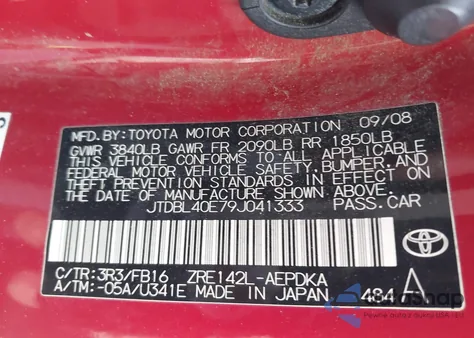 MFD.BY:TOYOTA MOTOR CORPORATION 09/08
GVWR 3840LB GAWR FR 2090LB RR 1850LB
THIS VEHICLE CONFORMS TO ALL APPLICABLE
FEDERAL MOTOR VEHICLE SAFETY,BUMPER,AND
THEFT PREVENTION STANDARDS IN EFFECT ON
THE DATE OF MANUFACTURE SHOWN ABOVE.
JTDBL40E79J041333 PASS.CAR
C/TR:3R3/FB16 ZRE142L-AEPDKA
A/TM:-05A/U341E MADE IN JAPAN
TOYOTA